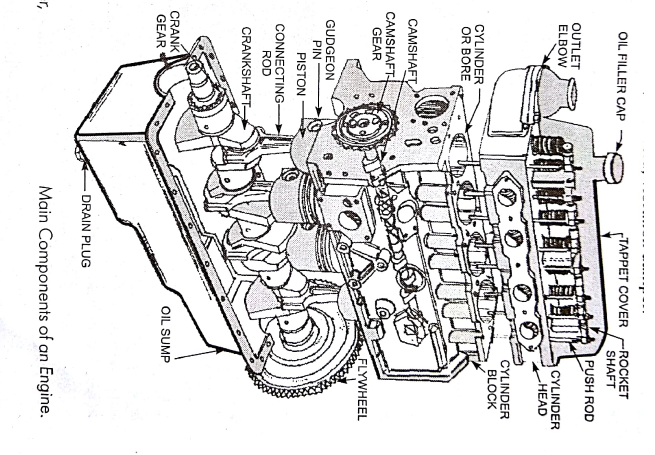 OIL FILLER CAP
TAPPET COVER
ROCKET
SHAFT
PUSH ROD
OUTLET
ELBOW
CYLINDER
HEAD
CYLINDER
OR BORE
CYLINDER
BLOCK
CAMSHAFT
CAMSHAFT
GEAR
GUDGEON
PIN
PISTON
CONNECTING
ROD
CRANKSHAFT
CRANK
GEAR
FLYWHEEL
OIL SUMP
DRAIN PLUG
Main Components of an Engine.